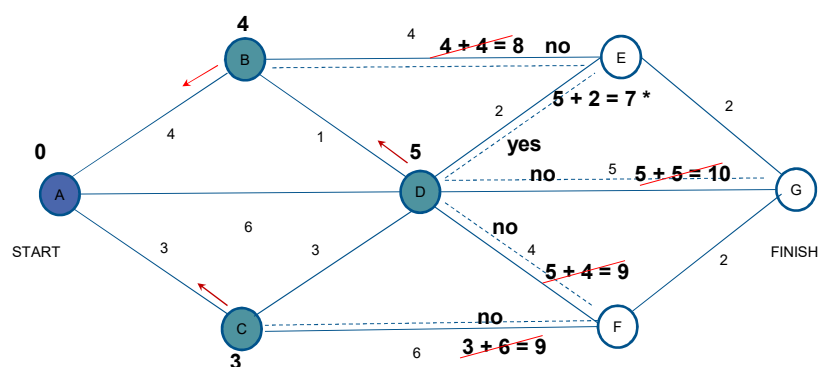 4
4
4 + 4 = 8 no
B
E
5 + 2 = 7 *
2
2
4
1
0
5
yes
no
5
5 + 5 = 10
A
D
G
6
no
START
3
3
4
FINISH
5 + 4 = 9
2
no
C
F
3
6
3 + 6 = 9